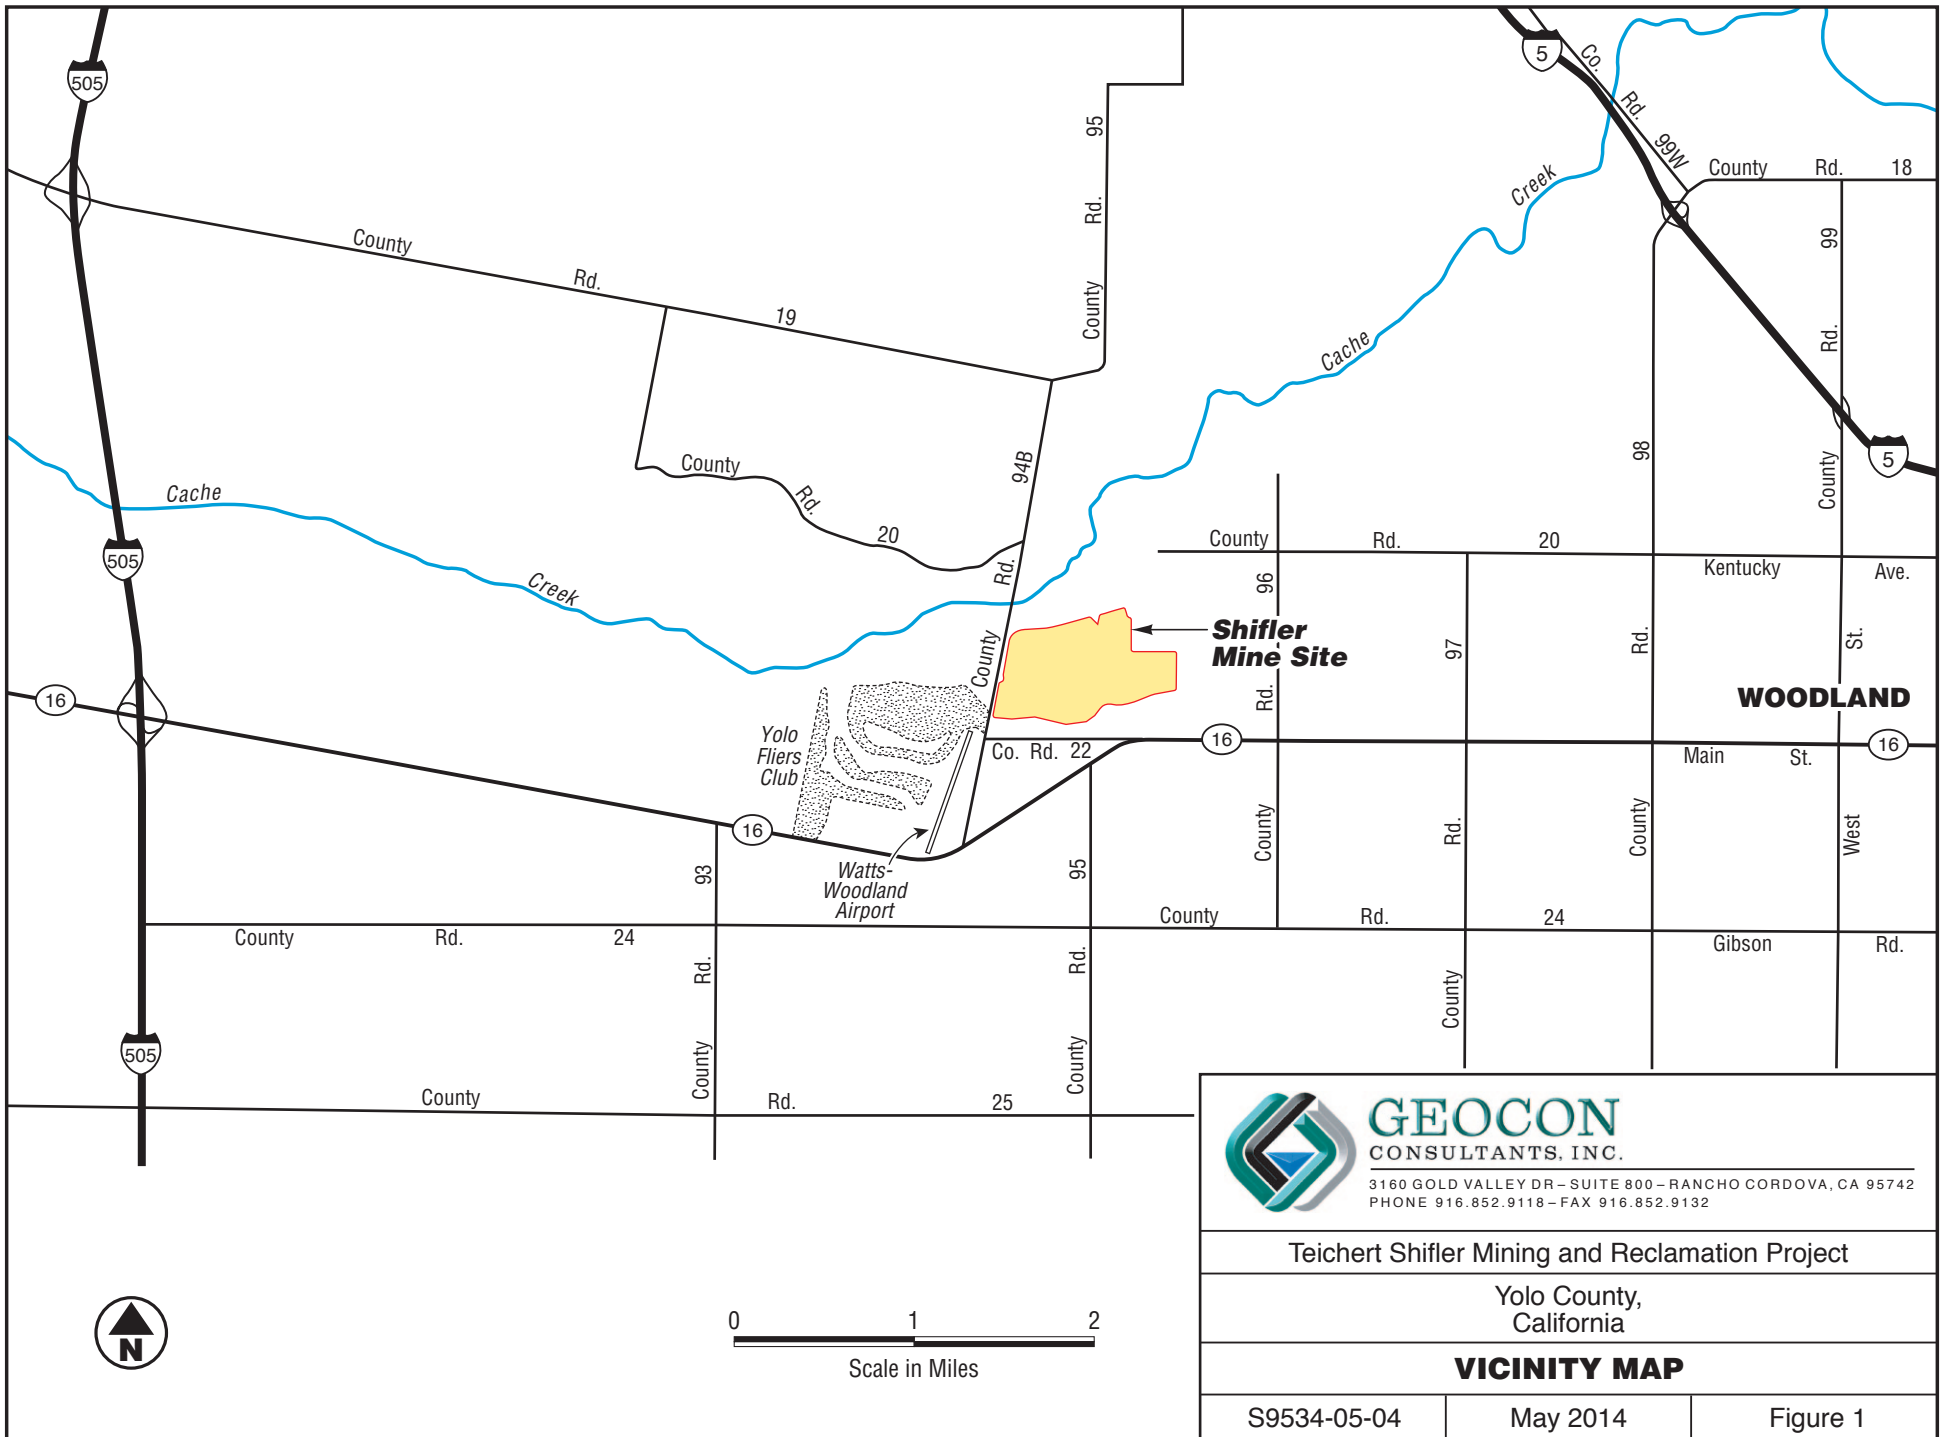 505
5
Co. Rd. 99W
County Rd. 18
County Rd. 95
Creek
County Rd. 19
County Rd. 99
Cache
98
County Rd. 20
94B
5
Cache
505
County Rd. 20
Kentucky Ave.
Creek
96
Rd.
County
97
Rd.
St.
Shifler
Mine Site
Rd.
WOODLAND
16
16
16
Yolo
Fliers
Club
Co. Rd. 22
Main St.
16
County
Rd.
County
West
93
95
Watts-
Woodland
Airport
County Rd. 24
County Rd. 24
Gibson Rd.
Rd.
Rd.
County
505
County
County
County Rd. 25
GEOCON
CONSULTANTS, INC.
3160 GOLD VALLEY DR – SUITE 800 – RANCHO CORDOVA, CA 95742
PHONE 916.852.9118 – FAX 916.852.9132
Teichert Shifler Mining and Reclamation Project
Yolo County,
California
VICINITY MAP
S9534-05-04 May 2014 Figure 1
N
0 1 2
Scale in Miles